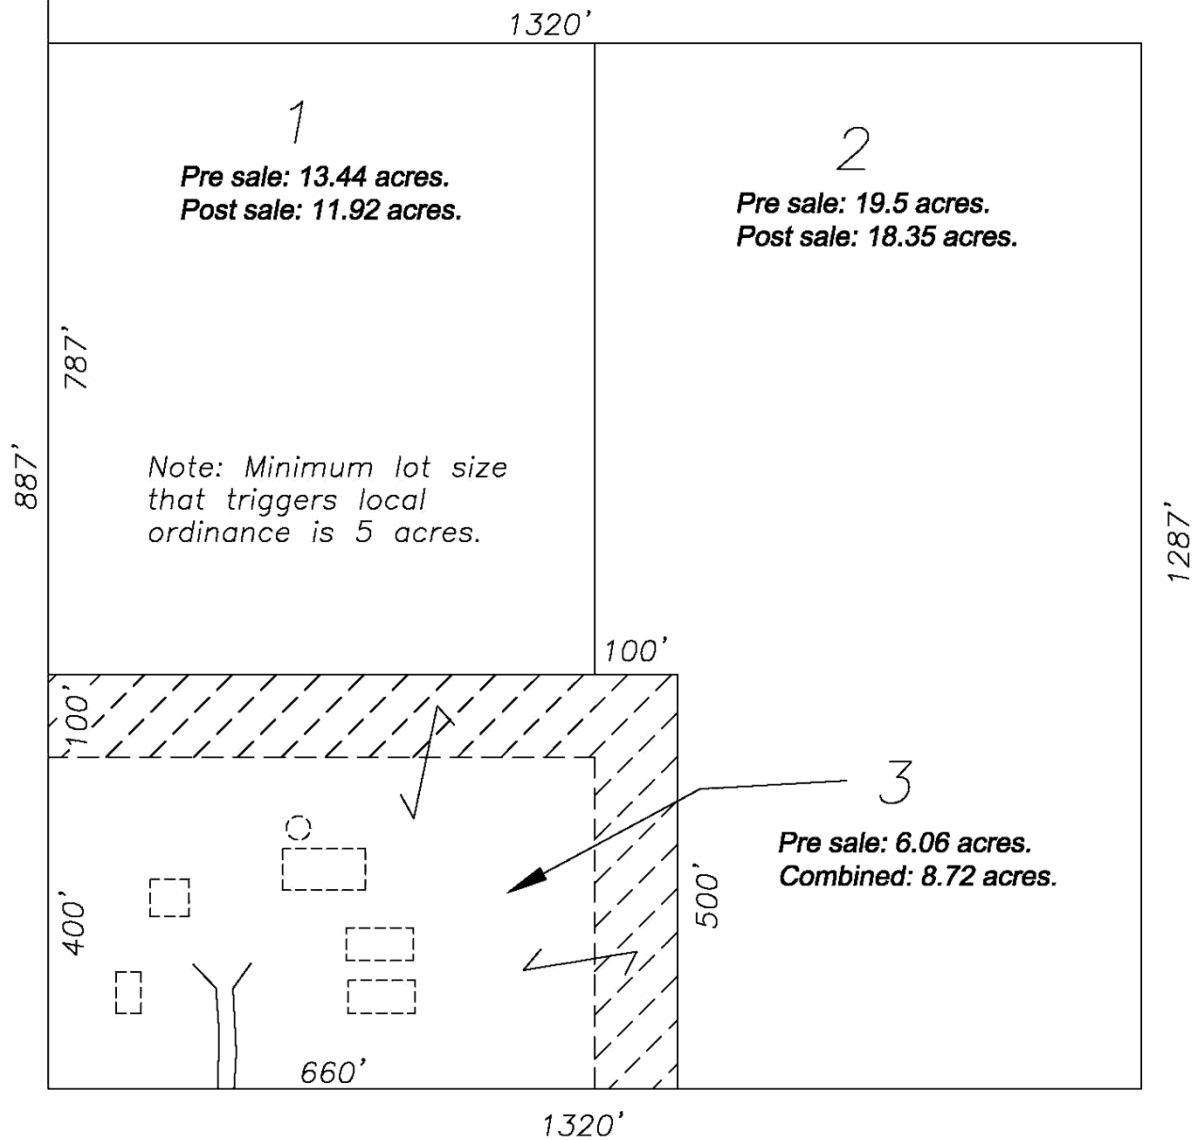 1320'
1
Pre sale: 13.44 acres.
Post sale: 11.92 acres.
2
Pre sale: 19.5 acres.
Post sale: 18.35 acres.
787'
887'
Note: Minimum lot size
that triggers local
ordinance is 5 acres.
1287'
100'
100'
3
Pre sale: 6.06 acres.
Combined: 8.72 acres.
400'
500'
660'
1320'